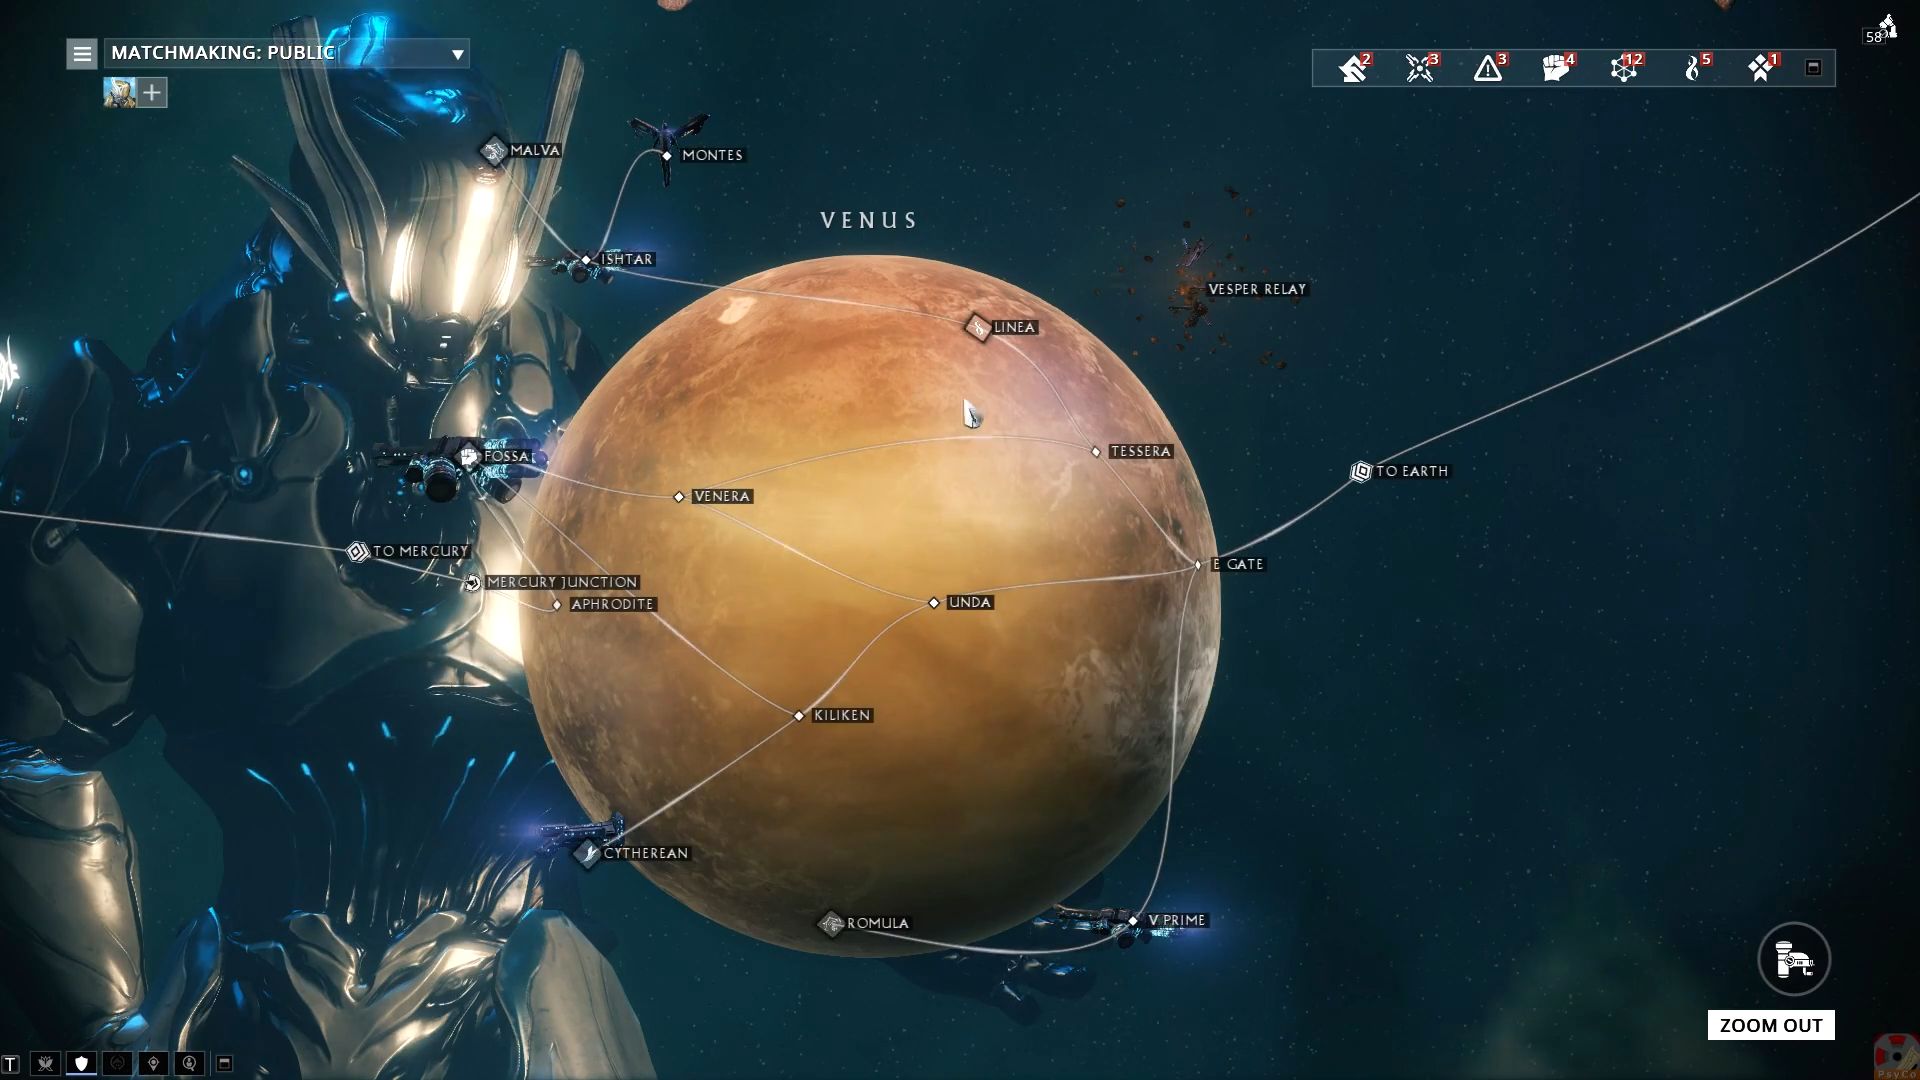 MATCHMAKING: PUBLIC
58
2
3
3
4
12
5
1
MALVA
MONTES
VENUS
ISHTAR
VESPER RELAY
LINEA
TESSERA
FOSSA
TO EARTH
VENERA
TO MERCURY
E GATE
MERCURY JUNCTION
APHRODITE
UNDA
KILIKEN
CYTHEREAN
ROMULA
V PRIME
ZOOM OUT
T
PsyCo